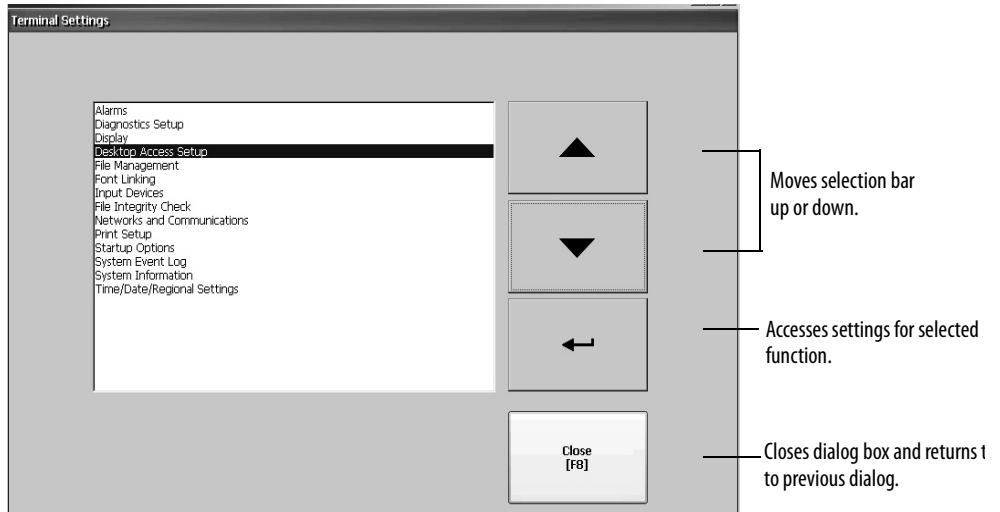 Terminal Settings
Alarms
Diagnostics Setup
Display
Desktop Access Setup
File Management
Font Linking
Input Devices
File Integrity Check
Networks and Communications
Print Setup
Startup Options
System Event Log
System Information
Time/Date/Regional Settings
Moves selection bar
up or down.
Accesses settings for selected
function.
Close
[F8]
Closes dialog box and returns t
to previous dialog.